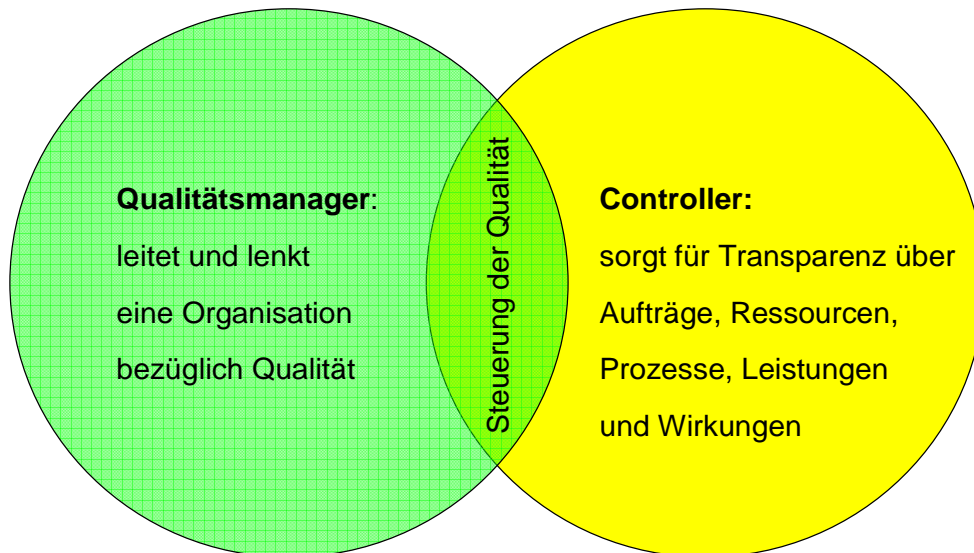 Qualitätsmanager:
leitet und lenkt
eine Organisation
bezüglich Qualität
Steuerung der Qualität
Controller:
sorgt für Transparenz über
Aufträge, Ressourcen,
Prozesse, Leistungen
und Wirkungen